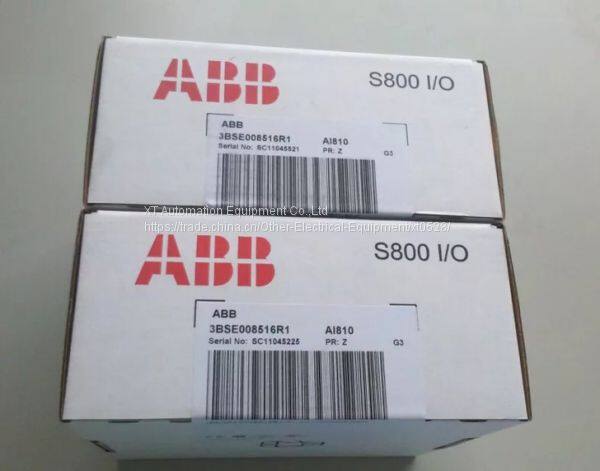 ABB
S800 I/O
ABB
3BSE008516R1 AI810
Serial No: SC11045521 PR: Z G3
XT Automation Equipment Co.,Ltd
https://trade.china.cn/Other-Electrical-Equipment/xt0528/
ABB
S800 I/O
ABB
3BSE008516R1 AI810
Serial No: SC11045225 PR: Z G3